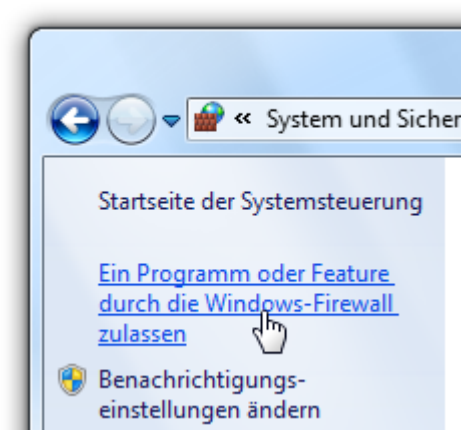 « System und Sicher
Startseite der Systemsteuerung
Ein Programm oder Feature
durch die Windows-Firewall
zulassen
Benachrichtigungs-
einstellungen ändern